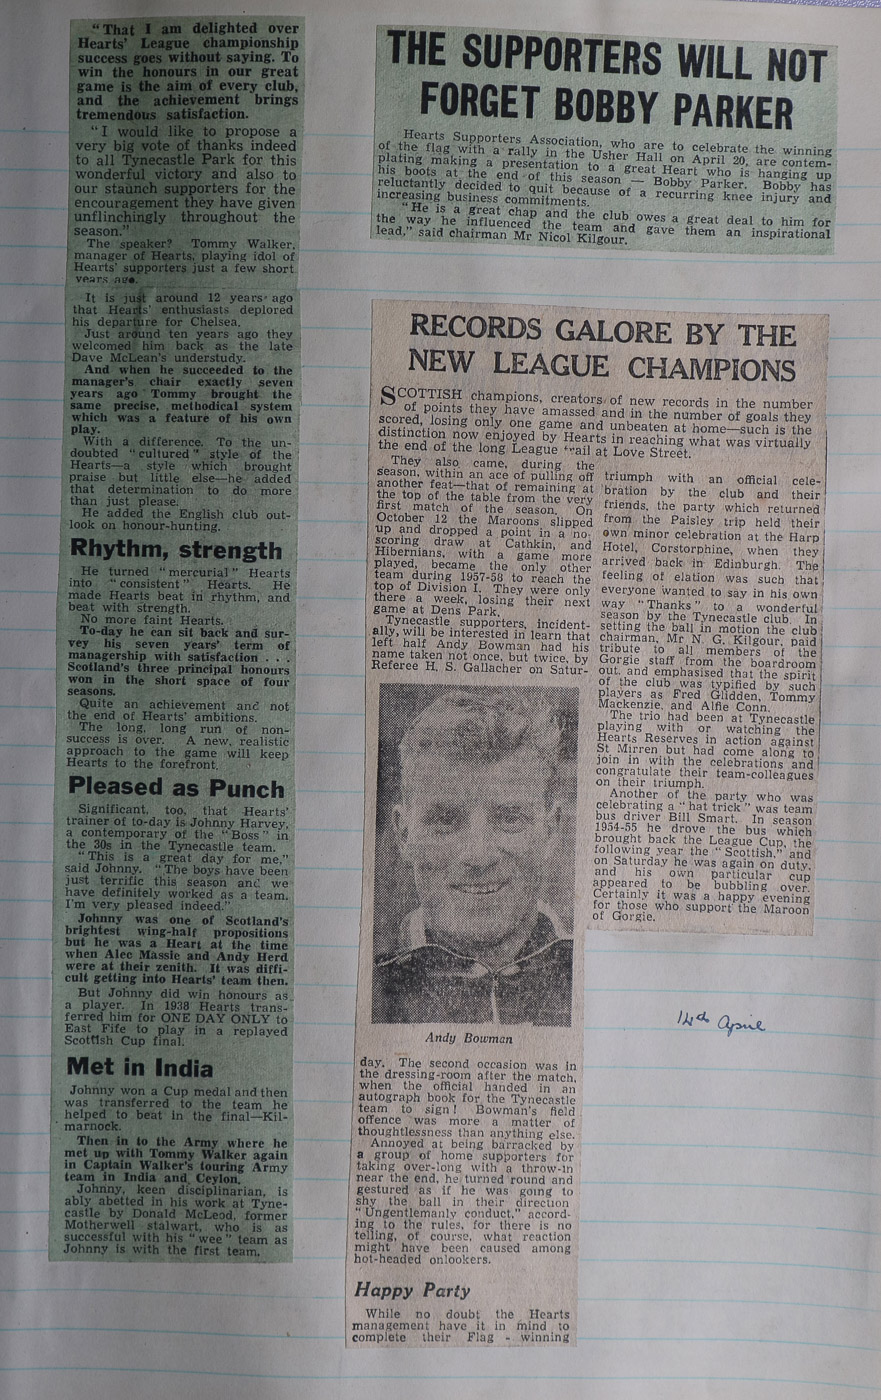 "That I am delighted over
Hearts' League championship
success goes without saying. To
win the honours in our great
game is the aim of every club,
and the achievement brings
tremendous satisfaction.
"I would like to propose a
very big vote of thanks indeed
to all Tynecastle Park for this
wonderful victory and also to
our staunch supporters for the
encouragement they have given
unflinchingly throughout the
season."
The speaker? Tommy Walker,
manager of Hearts, playing idol of
Hearts' supporters just a few short
years ago.
It is just around 12 years ago
that Hearts' enthusiasts deplored
his departure for Chelsea.
Just around ten years ago they
welcomed him back as the late
Dave McLean's understudy.
And when he succeeded to the
manager's chair exactly seven
years ago Tommy brought the
same precise, methodical system
which was a feature of his own
play.
With a difference. To the un-
doubted "cultured" style of the
Hearts—a style which brought
praise but little else—he added
that determination to do more
than just please.
He added the English club out-
look on honour-hunting.
Rhythm, strength
He turned "mercurial" Hearts
into "consistent" Hearts. He
made Hearts beat in rhythm, and
beat with strength.
No more faint Hearts.
To-day he can sit back and sur-
vey his seven years' term of
managership with satisfaction . . .
Scotland's three principal honours
won in the short space of four
seasons.
Quite an achievement and not
the end of Hearts' ambitions.
The long, long run of non-
success is over. A new, realistic
approach to the game will keep
Hearts to the forefront.
Pleased as Punch
Significant, too, that Hearts'
trainer of to-day is Johnny Harvey,
a contemporary of the "Boss" in
the 30s in the Tynecastle team.
"This is a great day for me,"
said Johnny. "The boys have been
just terrific this season and we
have definitely worked as a team.
I'm very pleased indeed."
Johnny was one of Scotland's
brightest wing-half propositions
but he was a Heart at the time
when Alec Massie and Andy Herd
were at their zenith. It was diffi-
cult getting into Hearts' team then.
But Johnny did win honours as
a player. In 1938 Hearts trans-
ferred him for ONE DAY ONLY to
East Fife to play in a replayed
Scottish Cup final.
Met in India
Johnny won a Cup medal and then
was transferred to the team he
helped to beat in the final—Kil-
marnock.
Then in to the Army where he
met up with Tommy Walker again
in Captain Walker's touring Army
team in India and Ceylon.
Johnny, keen disciplinarian, is
ably abetted in his work at Tyne-
castle by Donald McLeod, former
Motherwell stalwart, who is as
successful with his "wee" team as
Johnny is with the first team.
THE SUPPORTERS WILL NOT
FORGET BOBBY PARKER
Hearts Supporters Association, who are to celebrate the winning
of the flag with a rally in the Usher Hall on April 20, are contem-
plating making a presentation to a great Heart who is hanging up
his boots at the end of this season — Bobby Parker. Bobby has
reluctantly decided to quit because of a recurring knee injury and
increasing business commitments.
"He is a great chap and the club owes a great deal to him for
the way he influenced the team and gave them an inspirational
lead," said chairman Mr Nicol Kilgour.
RECORDS GALORE BY THE
NEW LEAGUE CHAMPIONS
SCOTTISH champions, creators of new records in the number
of points they have amassed and in the number of goals they
scored, losing only one game and unbeaten at home—such is the
distinction now enjoyed by Hearts in reaching what was virtually
the end of the long League trail at Love Street.
They also came, during the
season, within an ace of pulling off
another feat—that of remaining at
the top of the table from the very
first match of the season. On
October 12 the Maroons slipped
up and dropped a point in a no-
scoring draw at Cathkin, and
Hibernians, with a game more
played, became the only other
team during 1957-58 to reach the
top of Division I. They were only
there a week, losing their next
game at Dens Park.
Tynecastle supporters, incident-
ally, will be interested in learn that
left half Andy Bowman had his
name taken not once, but twice, by
Referee H. S. Gallacher on Satur-
Andy Bowman
day. The second occasion was in
the dressing-room after the match,
when the official handed in an
autograph book for the Tynecastle
team to sign! Bowman's field
offence was more a matter of
thoughtlessness than anything else.
Annoyed at being barracked by
a group of home supporters for
taking over-long with a throw-in
near the end, he turned round and
gestured as if he was going to
shy the ball in their direction
"Ungentlemanly conduct," accord-
ing to the rules, for there is no
telling, of course, what reaction
might have been caused among
hot-headed onlookers.
Happy Party
While no doubt the Hearts
management have it in mind to
complete their Flag - winning
triumph with an official cele-
bration by the club and their
friends, the party which returned
from the Paisley trip held their
own minor celebration at the Harp
Hotel, Corstorphine, when they
arrived back in Edinburgh. The
feeling of elation was such that
everyone wanted to say in his own
way "Thanks" to a wonderful
season by the Tynecastle club. In
setting the ball in motion the club
chairman, Mr N. G. Kilgour, paid
tribute to all members of the
Gorgie staff from the boardroom
out, and emphasised that the spirit
of the club was typified by such
players as Fred Glidden, Tommy
Mackenzie, and Alfie Conn.
The trio had been at Tynecastle
playing with or watching the
Hearts Reserves in action against
St Mirren but had come along to
join in with the celebrations and
congratulate their team-colleagues
on their triumph.
Another of the party who was
celebrating a "hat trick" was team
bus driver Bill Smart. In season
1954-55 he drove the bus which
brought back the League Cup, the
following year the "Scottish," and
on Saturday he was again on duty,
and his own particular cup
appeared to be bubbling over.
Certainly it was a happy evening
for those who support the Maroon
of Gorgie.
14th April